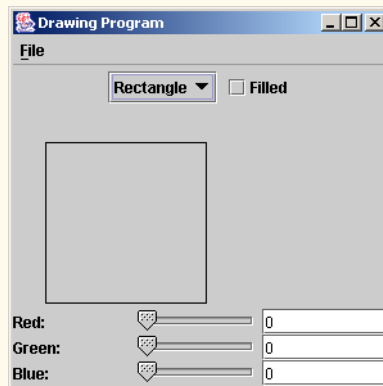 Drawing Program
File
Rectangle Filled
Red: 0
Green: 0
Blue: 0